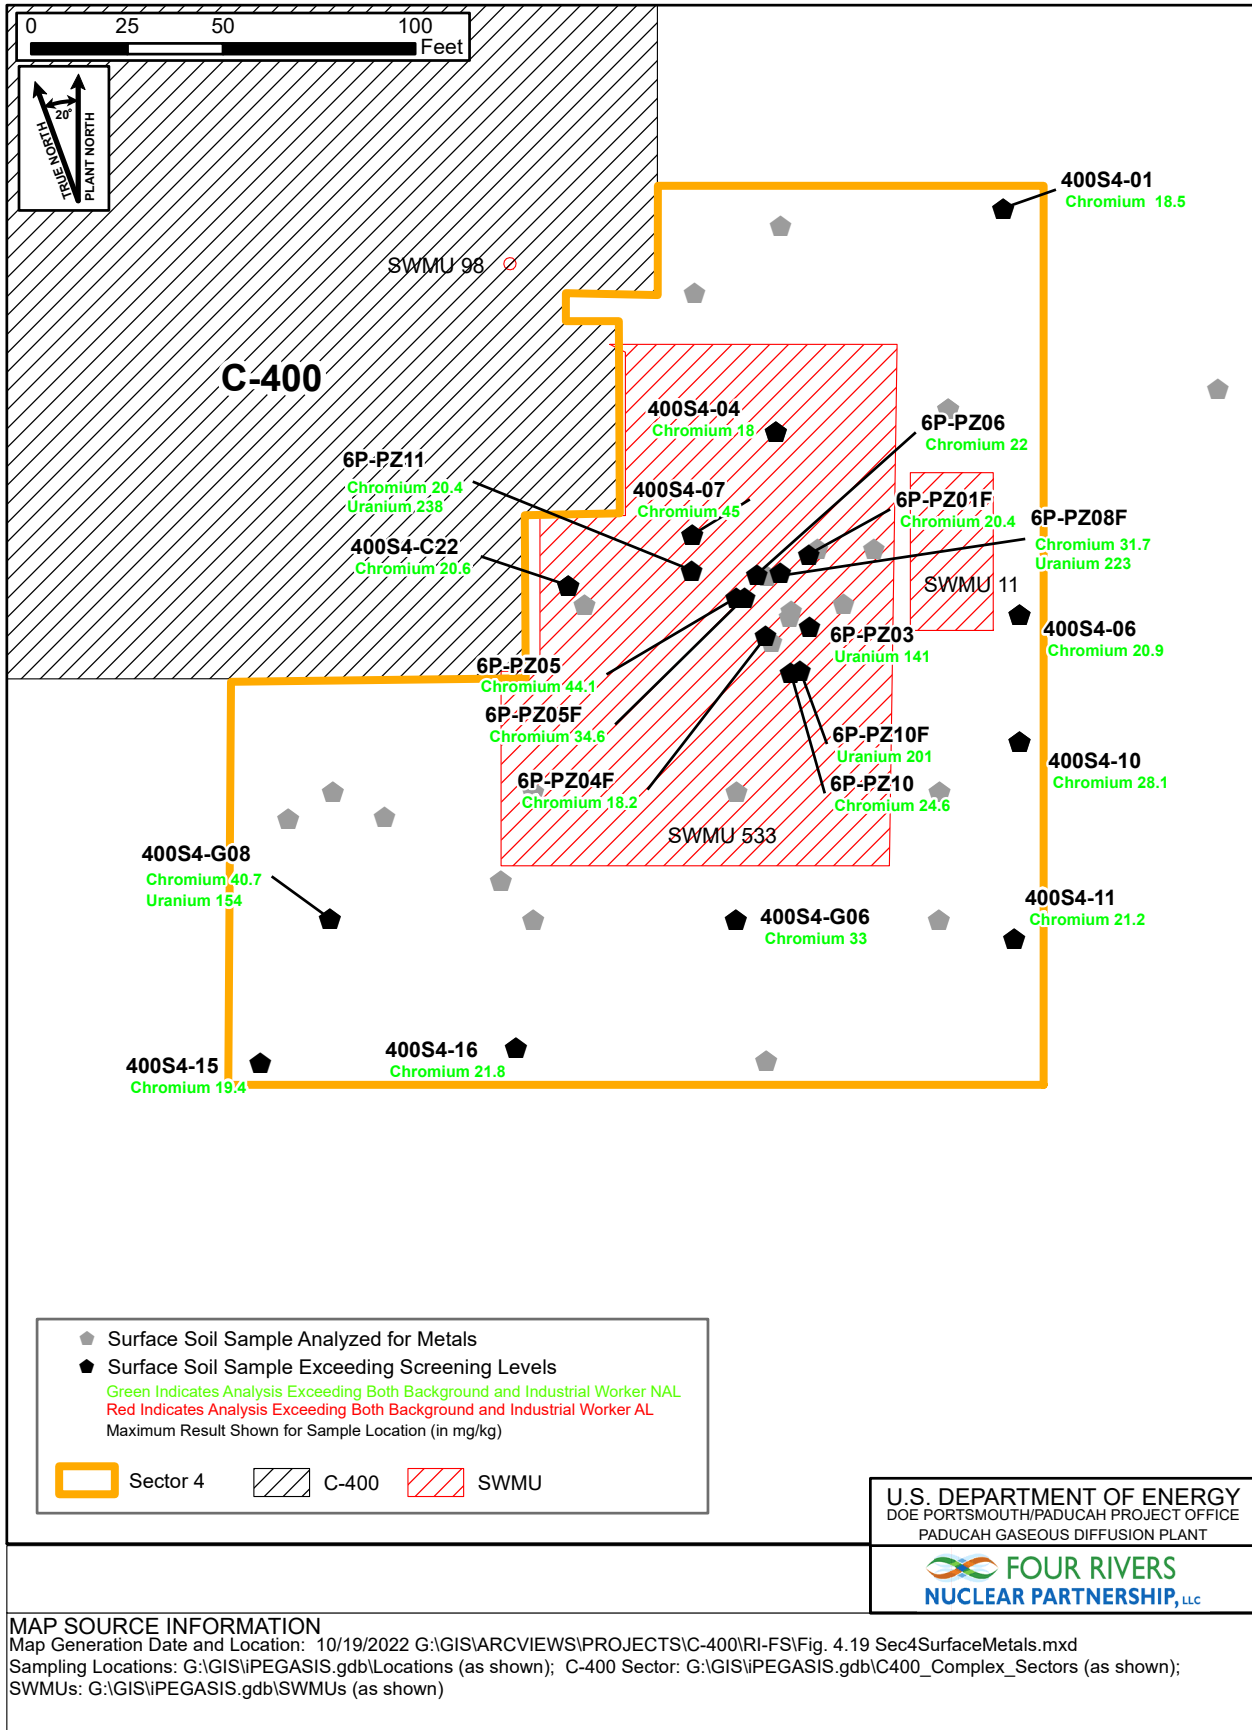 0 25 50 100
Feet
20°
TRUE NORTH
PLANT NORTH
400S4-01
Chromium 18.5
SWMU 98
C-400
400S4-04
Chromium 18
6P-PZ06
Chromium 22
6P-PZ11
Chromium 20.4
Uranium 238
400S4-07
Chromium 45
6P-PZ01F
Chromium 20.4
6P-PZ08F
Chromium 31.7
Uranium 223
400S4-C22
Chromium 20.6
SWMU 11
400S4-06
Chromium 20.9
6P-PZ03
Uranium 141
6P-PZ05
Chromium 44.1
6P-PZ05F
Chromium 34.6
6P-PZ10F
Uranium 201
400S4-10
Chromium 28.1
6P-PZ04F
Chromium 18.2
6P-PZ10
Chromium 24.6
SWMU 533
400S4-G08
Chromium 40.7
Uranium 154
400S4-G06
Chromium 33
400S4-11
Chromium 21.2
400S4-15
Chromium 19.4
400S4-16
Chromium 21.8
Surface Soil Sample Analyzed for Metals
Surface Soil Sample Exceeding Screening Levels
Green Indicates Analysis Exceeding Both Background and Industrial Worker NAL
Red Indicates Analysis Exceeding Both Background and Industrial Worker AL
Maximum Result Shown for Sample Location (in mg/kg)
Sector 4 C-400 SWMU
U.S. DEPARTMENT OF ENERGY
DOE PORTSMOUTH/PADUCAH PROJECT OFFICE
PADUCAH GASEOUS DIFFUSION PLANT
FOUR RIVERS
NUCLEAR PARTNERSHIP, LLC
MAP SOURCE INFORMATION
Map Generation Date and Location: 10/19/2022 G:\GIS\ARCVIEWS\PROJECTS\C-400\RI-FS\Fig. 4.19 Sec4SurfaceMetals.mxd
Sampling Locations: G:\GIS\iPEGASIS.gdb\Locations (as shown); C-400 Sector: G:\GIS\iPEGASIS.gdb\C400_Complex_Sectors (as shown);
SWMUs: G:\GIS\iPEGASIS.gdb\SWMUs (as shown)